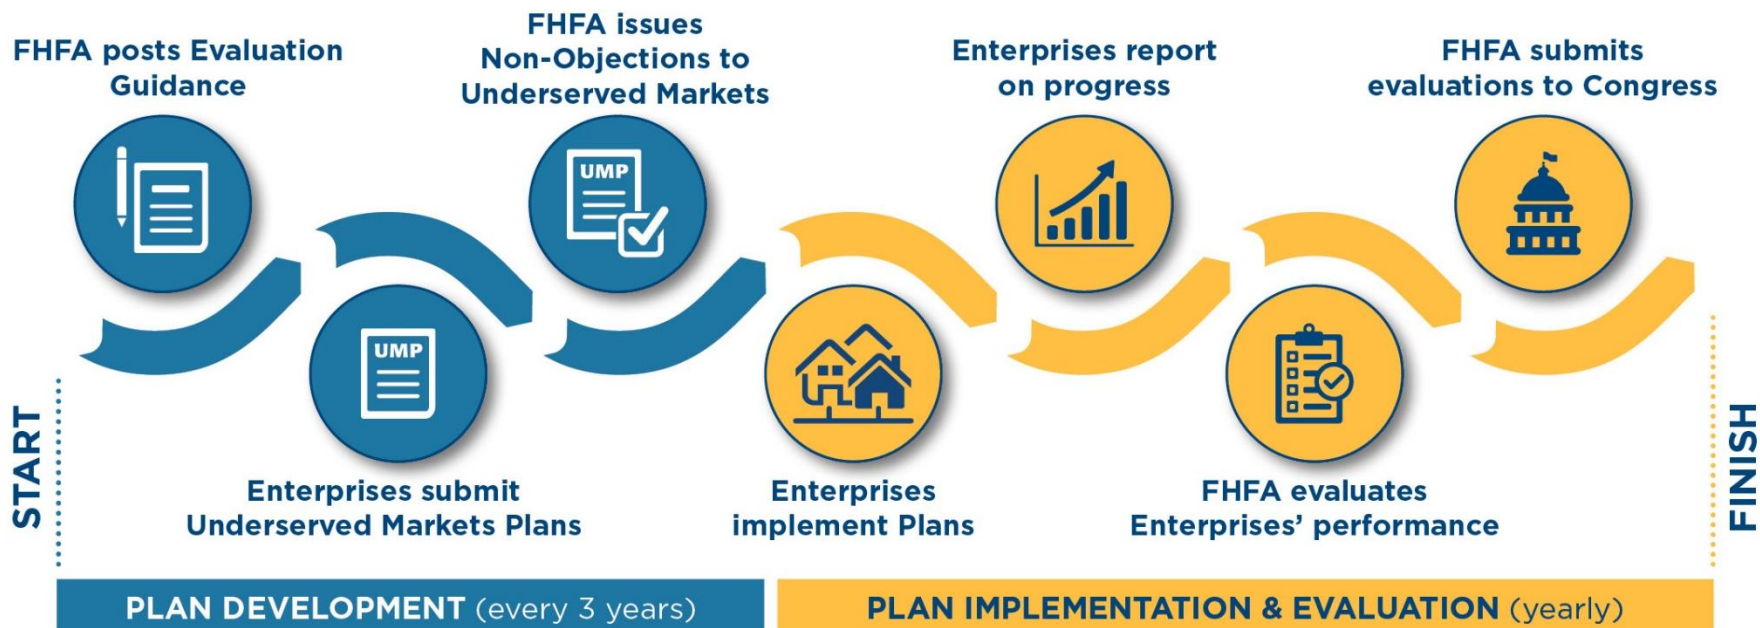 FHFA posts Evaluation
Guidance
FHFA issues
Non-Objections to
Underserved Markets
Enterprises report
on progress
FHFA submits
evaluations to Congress
UMP
UMP
START
Enterprises submit
Underserved Markets Plans
Enterprises
implement Plans
FHFA evaluates
Enterprises’ performance
FINISH
PLAN DEVELOPMENT (every 3 years)
PLAN IMPLEMENTATION & EVALUATION (yearly)